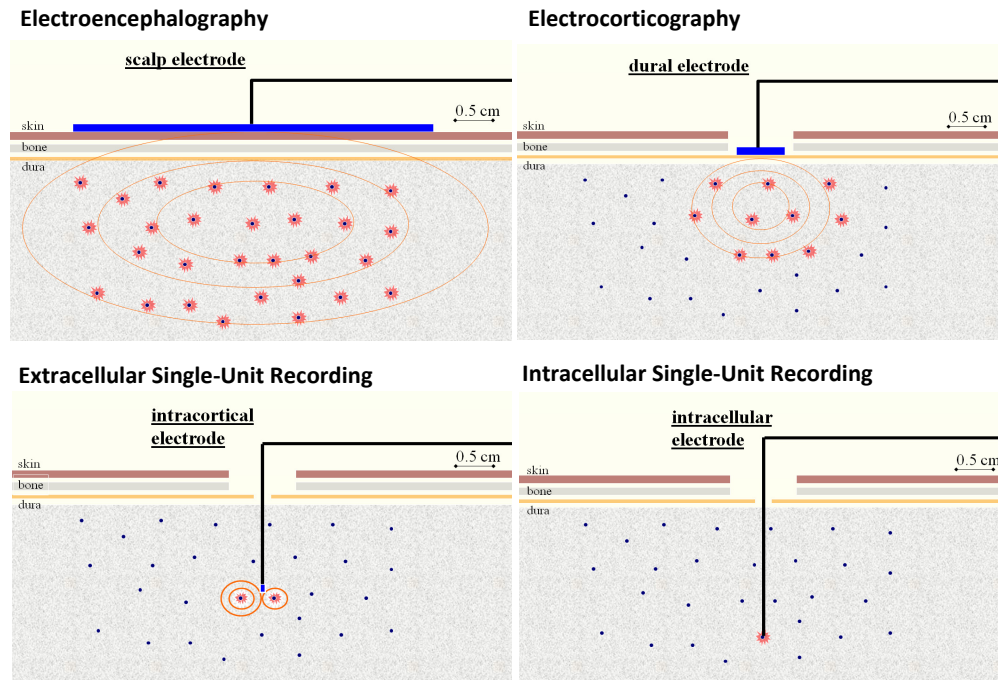 Electroencephalography
scalp electrode
0.5 cm
skin
bone
dura
Electrocorticography
dural electrode
0.5 cm
skin
bone
dura
Extracellular Single-Unit Recording
intracortical
electrode
0.5 cm
skin
bone
dura
Intracellular Single-Unit Recording
intracellular
electrode
0.5 cm
skin
bone
dura